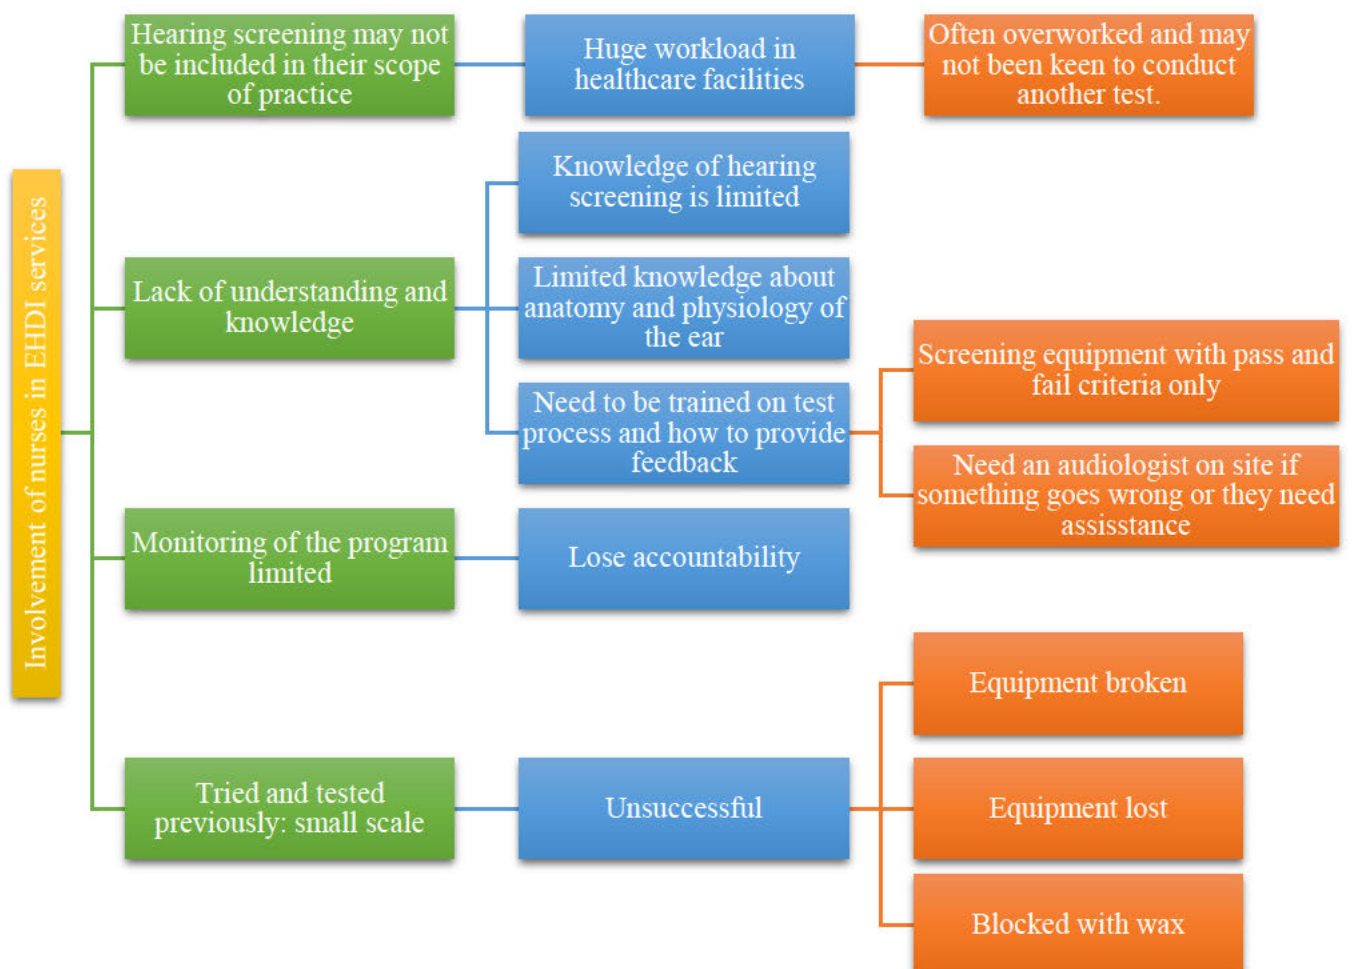 Involvement of nurses in EHDI services
Hearing screening may not
be included in their scope
of practice
Huge workload in
healthcare facilities
Often overworked and may
not been keen to conduct
another test.
Lack of understanding and
knowledge
Knowledge of hearing
screening is limited
Limited knowledge about
anatomy and physiology of
the ear
Need to be trained on test
process and how to provide
feedback
Screening equipment with pass and
fail criteria only
Need an audiologist on site if
something goes wrong or they need
assisstance
Monitoring of the program
limited
Lose accountability
Tried and tested
previously: small scale
Unsuccessful
Equipment broken
Equipment lost
Blocked with wax